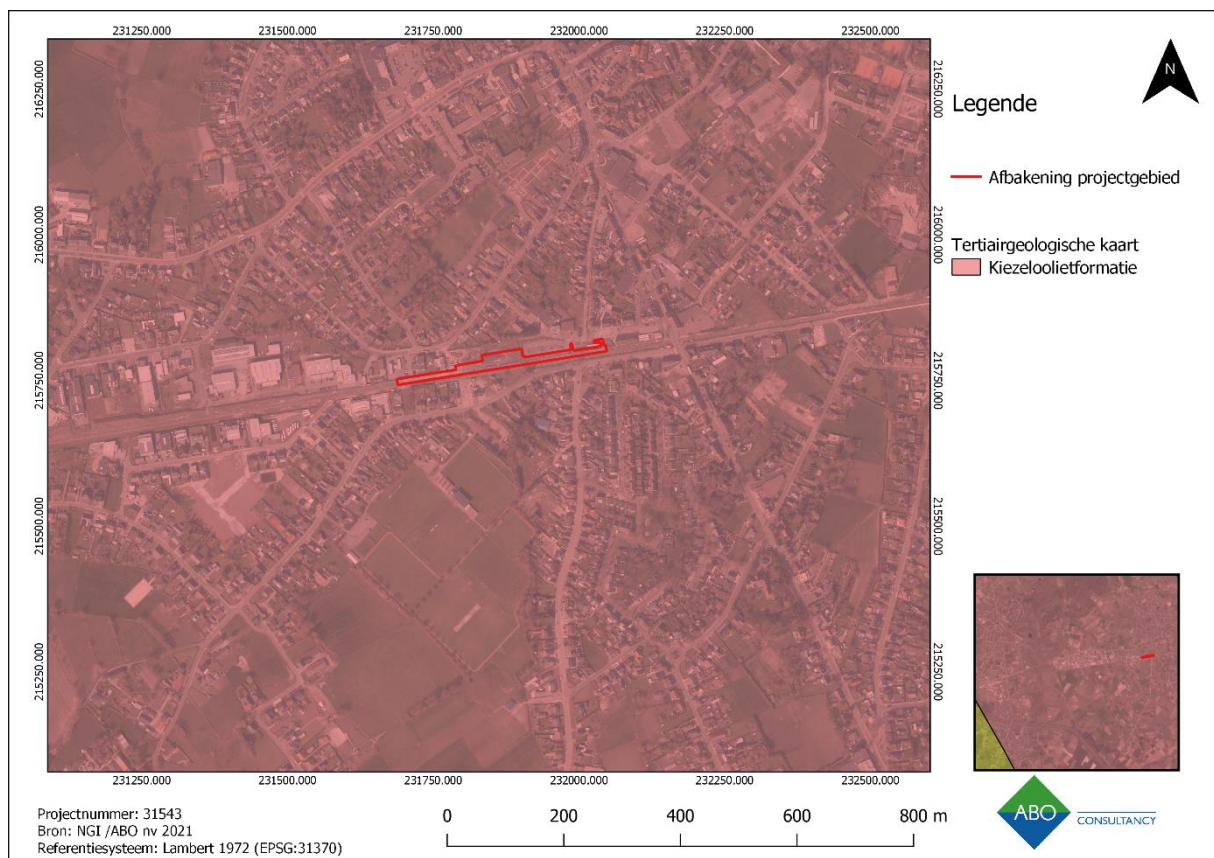 231250.000 231500.000 231750.000 232000.000 232250.000 232500.000
216250.000
216000.000
215750.000
215500.000
215250.000
216250.000
216000.000
215750.000
215500.000
215250.000
231250.000 231500.000 231750.000 232000.000 232250.000 232500.000
N
Legende
Afbakening projectgebied
Tertiairgeologische kaart
Kiezeloolietformatie
Projectnummer: 31543
Bron: NGI /ABO nv 2021
Referentiesysteem: Lambert 1972 (EPSG:31370)
0 200 400 600 800 m
ABO
CONSULTANCY